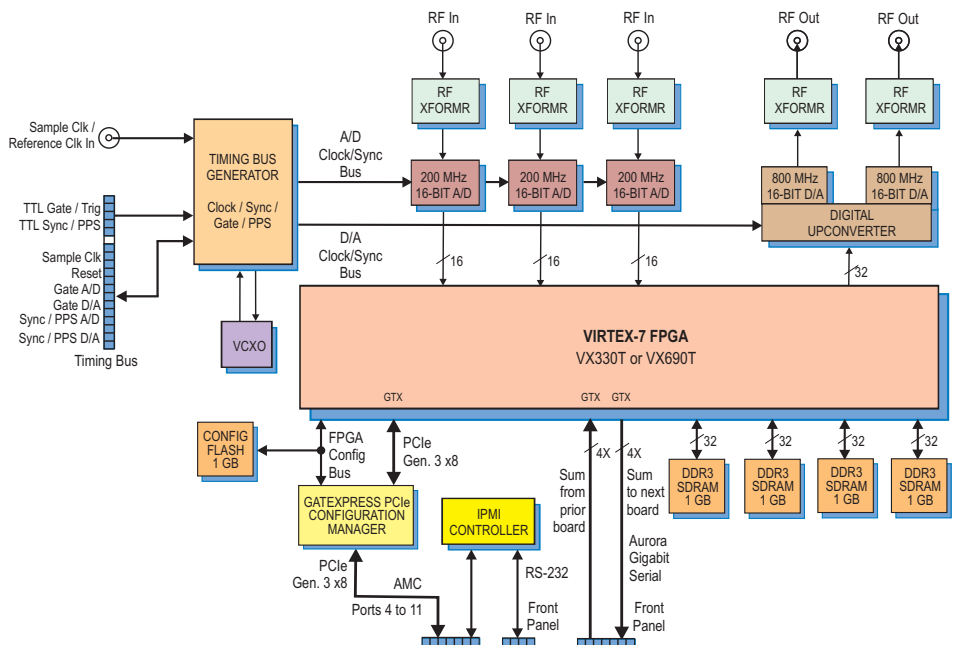 RF In
RF In
RF In
RF Out
RF Out
RF
XFORMR
RF
XFORMR
RF
XFORMR
RF
XFORMR
RF
XFORMR
Sample Clk /
Reference Clk In
TIMING BUS
GENERATOR
Clock / Sync /
Gate / PPS
A/D
Clock/Sync
Bus
200 MHz
16-BIT A/D
200 MHz
16-BIT A/D
200 MHz
16-BIT A/D
800 MHz
16-BIT D/A
800 MHz
16-BIT D/A
DIGITAL
UPCONVERTER
TTL Gate / Trig
TTL Sync / PPS
Sample Clk
Reset
Gate A/D
Gate D/A
Sync / PPS A/D
Sync / PPS D/A
Timing Bus
D/A
Clock/Sync
Bus
16
16
16
32
VCXO
VIRTEX-7 FPGA
VX330T or VX690T
GTX
GTX
GTX
CONFIG
FLASH
1 GB
FPGA
Config
Bus
PCIe
Gen. 3 x8
4X
4X
32
32
32
32
Sum
from
prior
board
Sum
to next
board
DDR3
SDRAM
1 GB
DDR3
SDRAM
1 GB
DDR3
SDRAM
1 GB
DDR3
SDRAM
1 GB
GATEXPRESS PCIe
CONFIGURATION
MANAGER
IPMI
CONTROLLER
Aurora
Gigabit
Serial
PCIe
Gen. 3 x8
AMC
Ports 4 to 11
RS-232
Front
Panel
Front
Panel